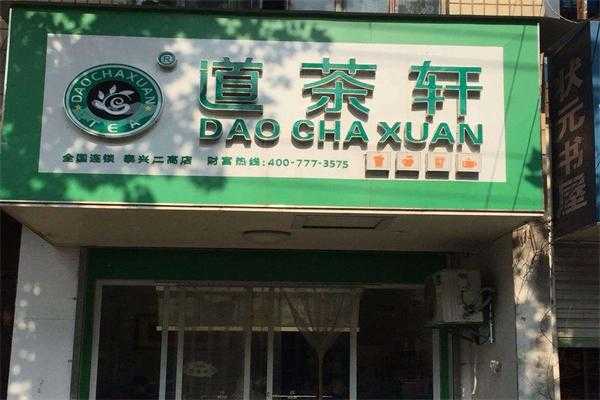 DAOCHAXUAN
TEA
®
道茶轩
DAO CHA XUAN
全国连锁 泰兴二高店 财富热线:400-777-3575
状元书屋